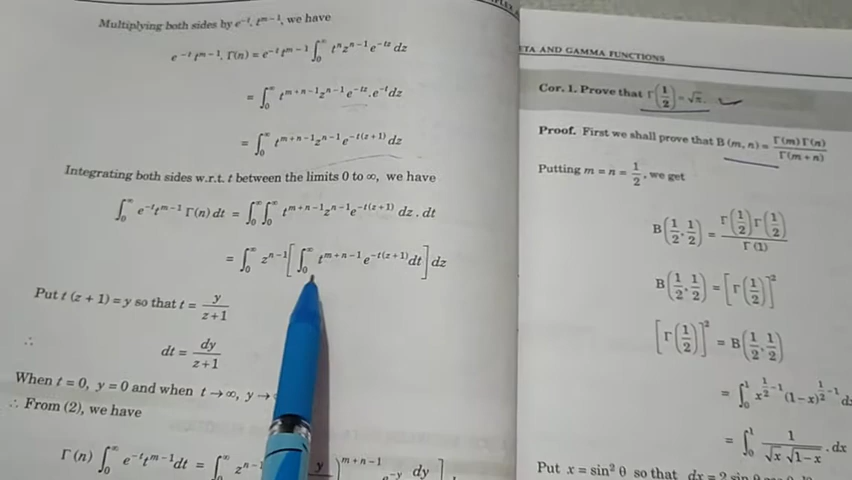 Multiplying both sides by e^{-t}. t^{m-1}, we have
e^{-t} t^{m-1}. Γ(n) = e^{-t} t^{m-1} ∫_0^∞ t^n z^{n-1} e^{-tz} dz
= ∫_0^∞ t^{m+n-1} z^{n-1} e^{-tz}. e^{-t} dz
= ∫_0^∞ t^{m+n-1} z^{n-1} e^{-t(z+1)} dz
Integrating both sides w.r.t. t between the limits 0 to ∞, we have
∫_0^∞ e^{-t} t^{m-1} Γ(n) dt = ∫_0^∞ ∫_0^∞ t^{m+n-1} z^{n-1} e^{-t(z+1)} dz . dt
= ∫_0^∞ z^{n-1} [ ∫_0^∞ t^{m+n-1} e^{-t(z+1)} dt ] dz
Put t (z + 1) = y so that t = y/(z+1)
∴ dt = dy/(z+1)
When t = 0, y = 0 and when t → ∞, y →
∴ From (2), we have
Γ(n) ∫_0^∞ e^{-t} t^{m-1} dt = ∫_0^∞ z^{n-1} y )^{m+n-1} e^{-y} dy ]
ETA AND GAMMA FUNCTIONS
Cor. 1. Prove that Γ(1/2) = √π.
Proof. First we shall prove that B (m, n) = Γ(m) Γ(n)/Γ(m+n)
Putting m = n = 1/2, we get
B(1/2, 1/2) = Γ(1/2) Γ(1/2)/Γ(1)
B(1/2, 1/2) = [Γ(1/2)]^2
[Γ(1/2)]^2 = B(1/2, 1/2)
= ∫_0^1 x^{1/2-1} (1-x)^{1/2-1} dx
= ∫_0^1 1/(√x √1-x) . dx
Put x = sin² θ so that dx = 2 sin